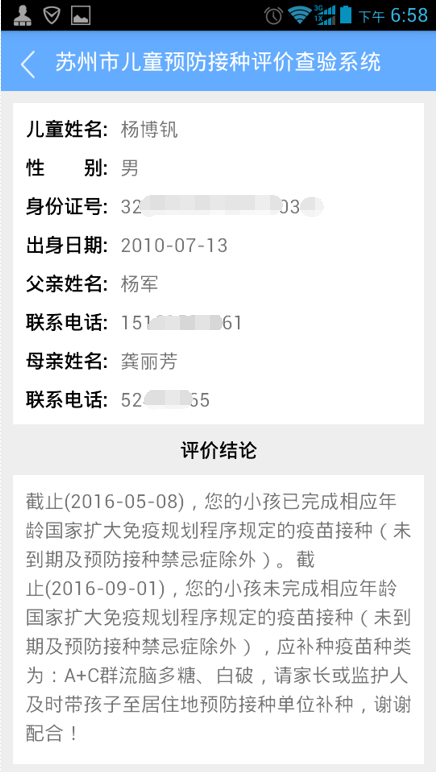 3G
1X
下午 6:58
苏州市儿童预防接种评价查验系统
儿童姓名: 杨博钒
性 别: 男
身份证号: 32 03
出身日期: 2010-07-13
父亲姓名: 杨军
联系电话: 151 61
母亲姓名: 龚丽芳
联系电话: 52 65
评价结论
截止(2016-05-08)，您的小孩已完成相应年
龄国家扩大免疫规划程序规定的疫苗接种（未
到期及预防接种禁忌症除外）。截
止(2016-09-01)，您的小孩未完成相应年龄
国家扩大免疫规划程序规定的疫苗接种（未到
期及预防接种禁忌症除外），应补种疫苗种类
为：A+C群流脑多糖、白破，请家长或监护人
及时带孩子至居住地预防接种单位补种，谢谢
配合！